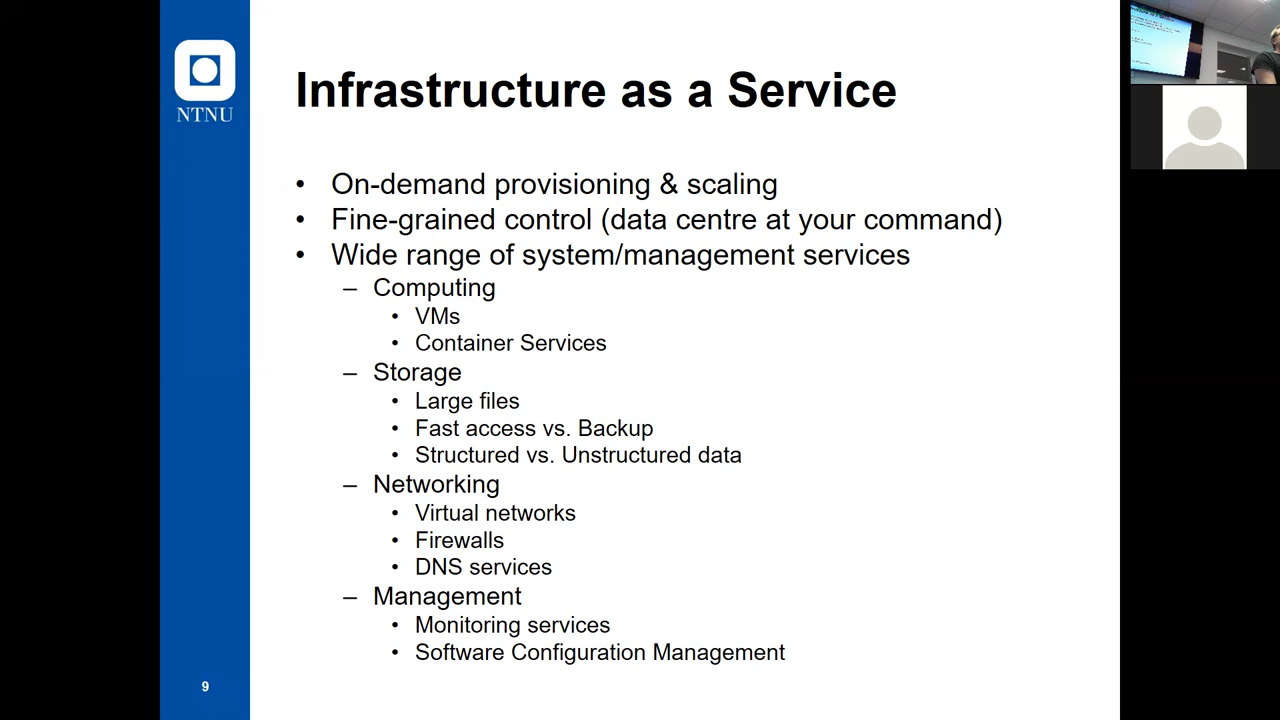 NTNU
Infrastructure as a Service
• On-demand provisioning & scaling
• Fine-grained control (data centre at your command)
• Wide range of system/management services
– Computing
• VMs
• Container Services
– Storage
• Large files
• Fast access vs. Backup
• Structured vs. Unstructured data
– Networking
• Virtual networks
• Firewalls
• DNS services
– Management
• Monitoring services
• Software Configuration Management
9